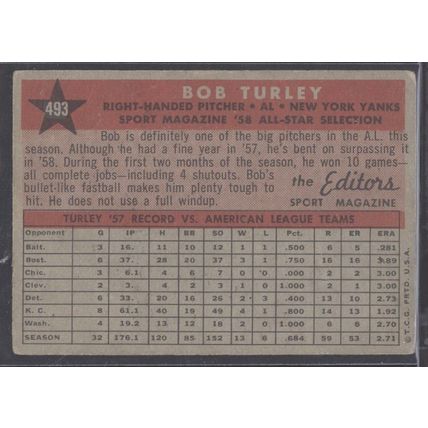 493
BOB TURLEY
RIGHT-HANDED PITCHER • AL • NEW YORK YANKS
SPORT MAGAZINE '58 ALL-STAR SELECTION
Bob is definitely one of the big pitchers in the A.L. this
season. Although he had a fine year in '57, he's bent on surpassing it
in '58. During the first two months of the season, he won 10 games—
all complete jobs—including 4 shutouts. Bob's
bullet-like fastball makes him plenty tough to
hit. He does not use a full windup.
the Editors
SPORT MAGAZINE
TURLEY '57 RECORD VS. AMERICAN LEAGUE TEAMS
Opponent G IP H BB SO W L Pct. R ER ERA
Balt. 3 16. 11 12 12 1 1 .500 6 5 .281
Bost. 6 37. 28 20 37 3 1 .750 16 16 3.89
Chic. 3 6.1 4 6 7 0 0 .000 2 2 3.00
Clev. 2 4. 4 3 4 1 0 1.000 3 2 3.00
Det. 6 33. 20 16 26 2 3 .400 13 10 2.73
K. C. 8 61.1 40 19 49 4 1 .800 14 13 1.92
Wash. 4 19.2 13 12 18 2 0 1.000 7 6 2.70
SEASON 32 176.1 120 85 152 13 6 .684 59 53 2.71
© T.C.G. PRTD. U.S.A.